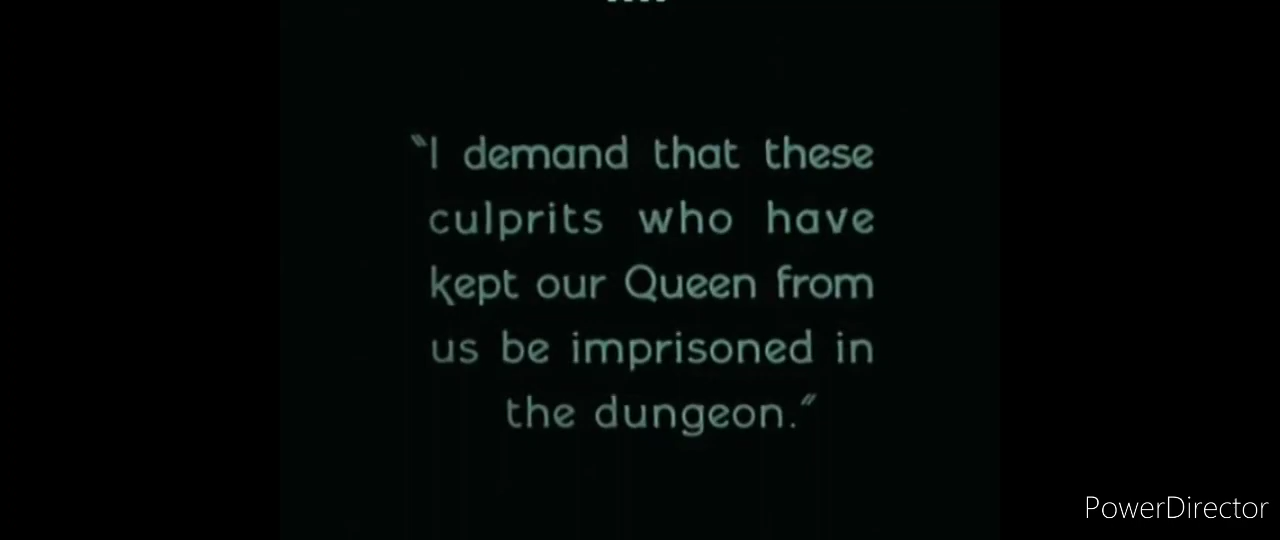 “I demand that these
culprits who have
kept our Queen from
us be imprisoned in
the dungeon.”
PowerDirector